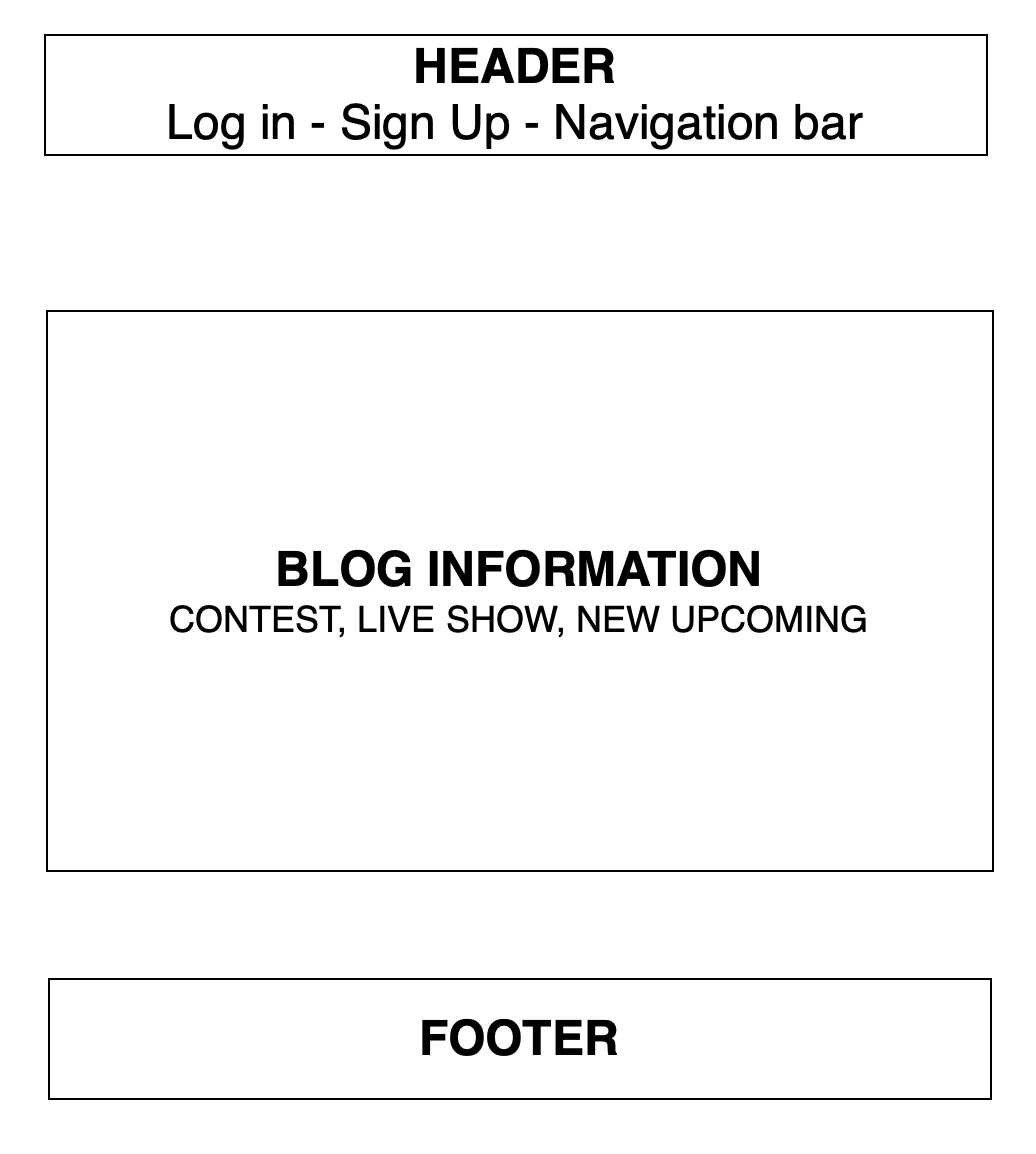 HEADER
Log in - Sign Up - Navigation bar
BLOG INFORMATION
CONTEST, LIVE SHOW, NEW UPCOMING
FOOTER